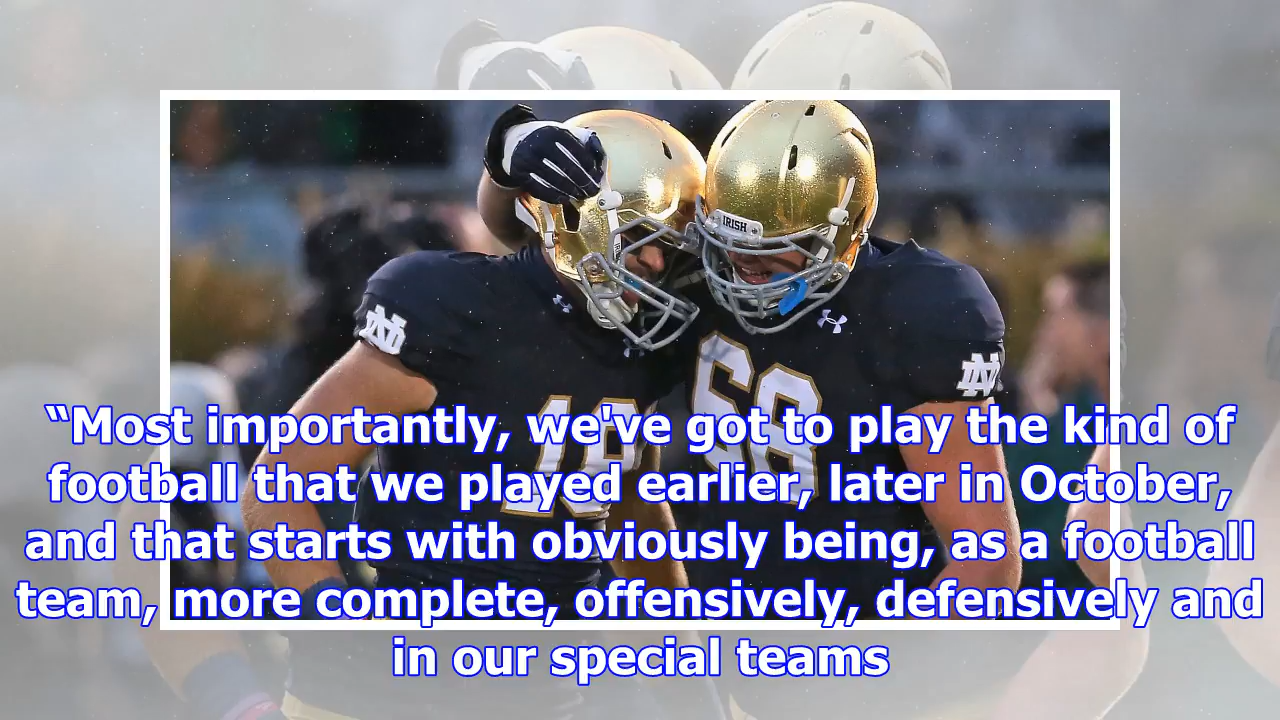 IRISH
ND
ND
18
68
“Most importantly, we've got to play the kind of
football that we played earlier, later in October,
and that starts with obviously being, as a football
team, more complete, offensively, defensively and
in our special teams